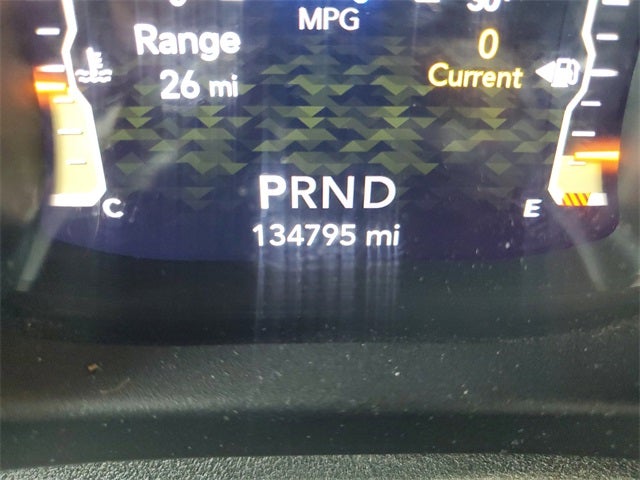 MPG
Range
26 mi
0
Current
PRND
C
E
134795 mi